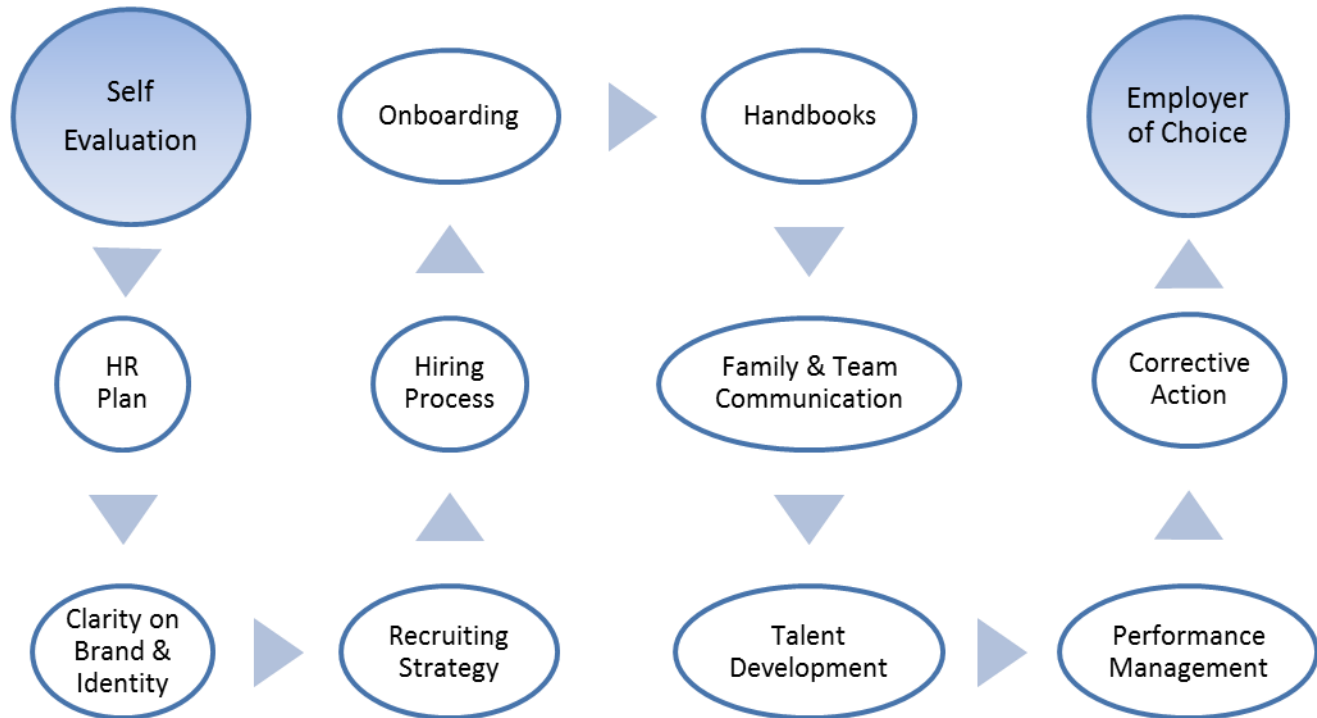 Self
Evaluation
HR
Plan
Clarity on
Brand &
Identity
Recruiting
Strategy
Hiring
Process
Onboarding
Handbooks
Family & Team
Communication
Talent
Development
Performance
Management
Corrective
Action
Employer
of Choice